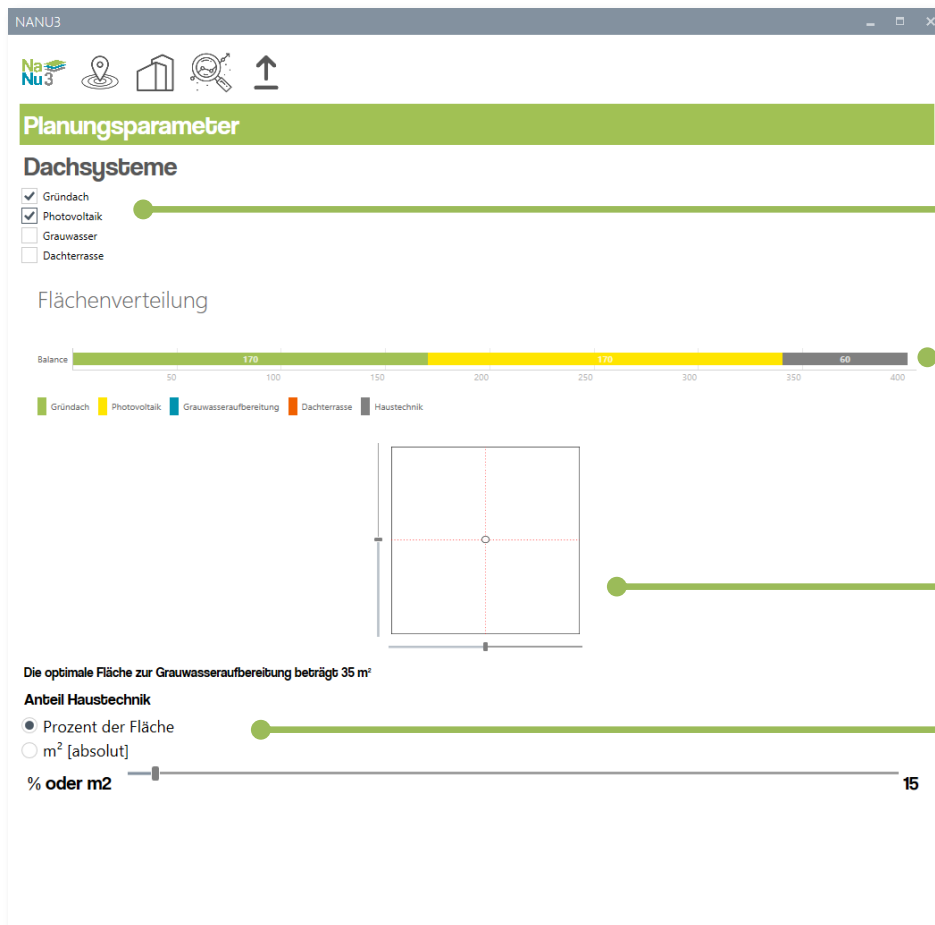 NANU3
Na
Nu3
Planungsparameter
Dachsysteme
Gründach
Photovoltaik
Grauwasser
Dachterrasse
Flächenverteilung
Balance 170 170 60
50 100 150 200 250 300 350 400
Gründach Photovoltaik Grauwasseraufbereitung Dachterrasse Haustechnik
Die optimale Fläche zur Grauwasseraufbereitung beträgt 35 m²
Anteil Haustechnik
Prozent der Fläche
m² [absolut]
% oder m2 15